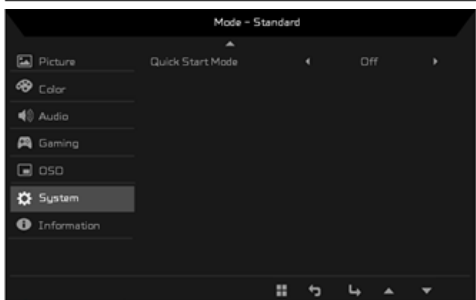 Mode - Standard
Picture
Quick Start Mode
Off
Color
Audio
Gaming
OSD
System
Information